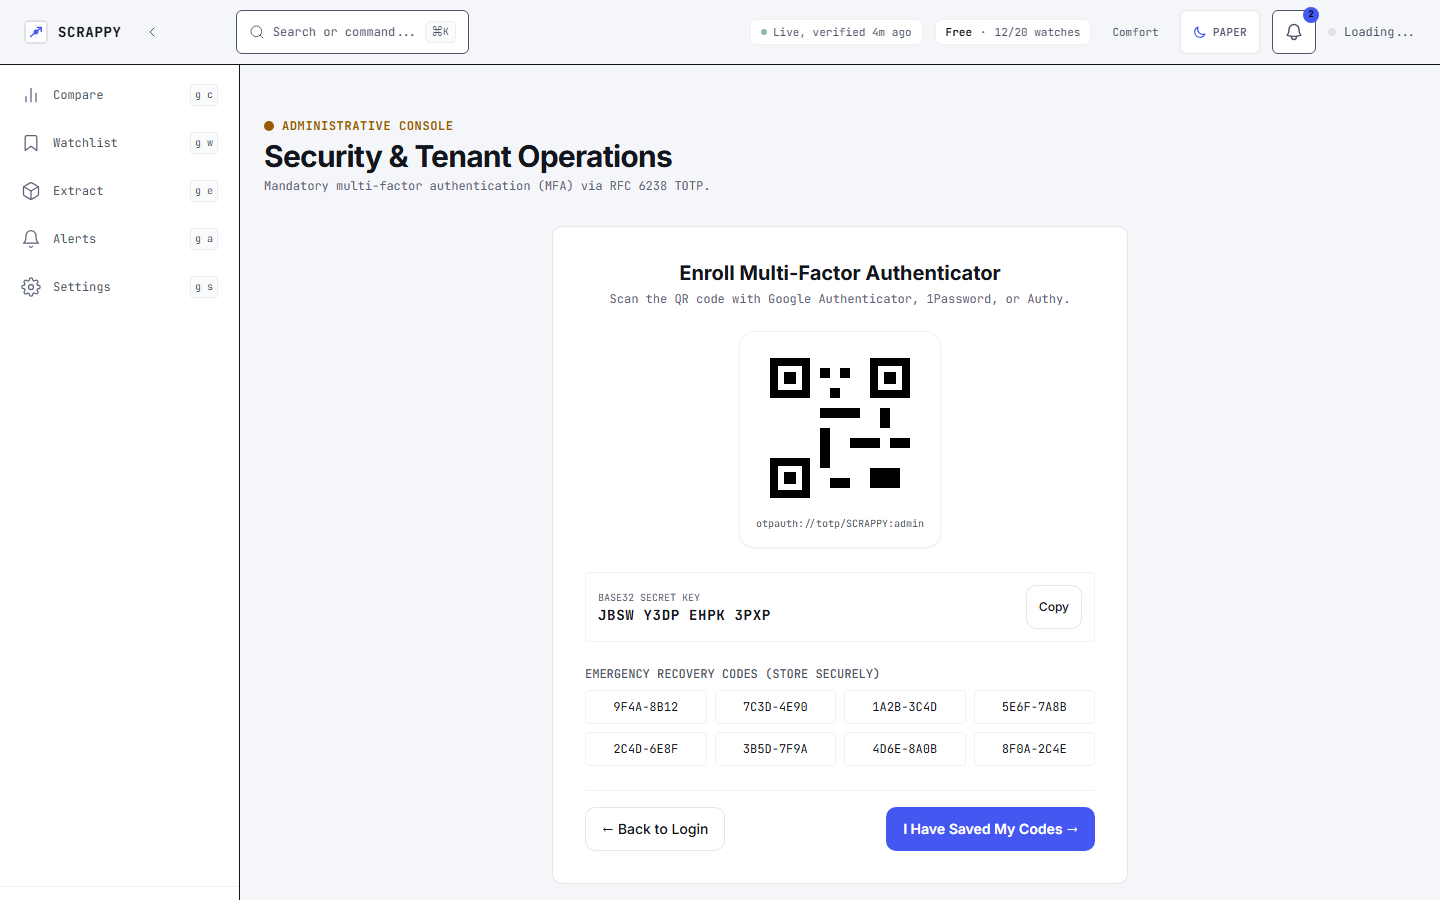 SCRAPPY
Search or command... ⌘K
Live, verified 4m ago
Free · 12/20 watches
Comfort
PAPER
2
Loading...
Compare g c
Watchlist g w
Extract g e
Alerts g a
Settings g s
ADMINISTRATIVE CONSOLE
Security & Tenant Operations
Mandatory multi-factor authentication (MFA) via RFC 6238 TOTP.
Enroll Multi-Factor Authenticator
Scan the QR code with Google Authenticator, 1Password, or Authy.
otpauth://totp/SCRAPPY:admin
BASE32 SECRET KEY
JBSW Y3DP EHPK 3PXP
Copy
EMERGENCY RECOVERY CODES (STORE SECURELY)
9F4A-8B12 7C3D-4E90 1A2B-3C4D 5E6F-7A8B
2C4D-6E8F 3B5D-7F9A 4D6E-8A0B 8F0A-2C4E
← Back to Login
I Have Saved My Codes →